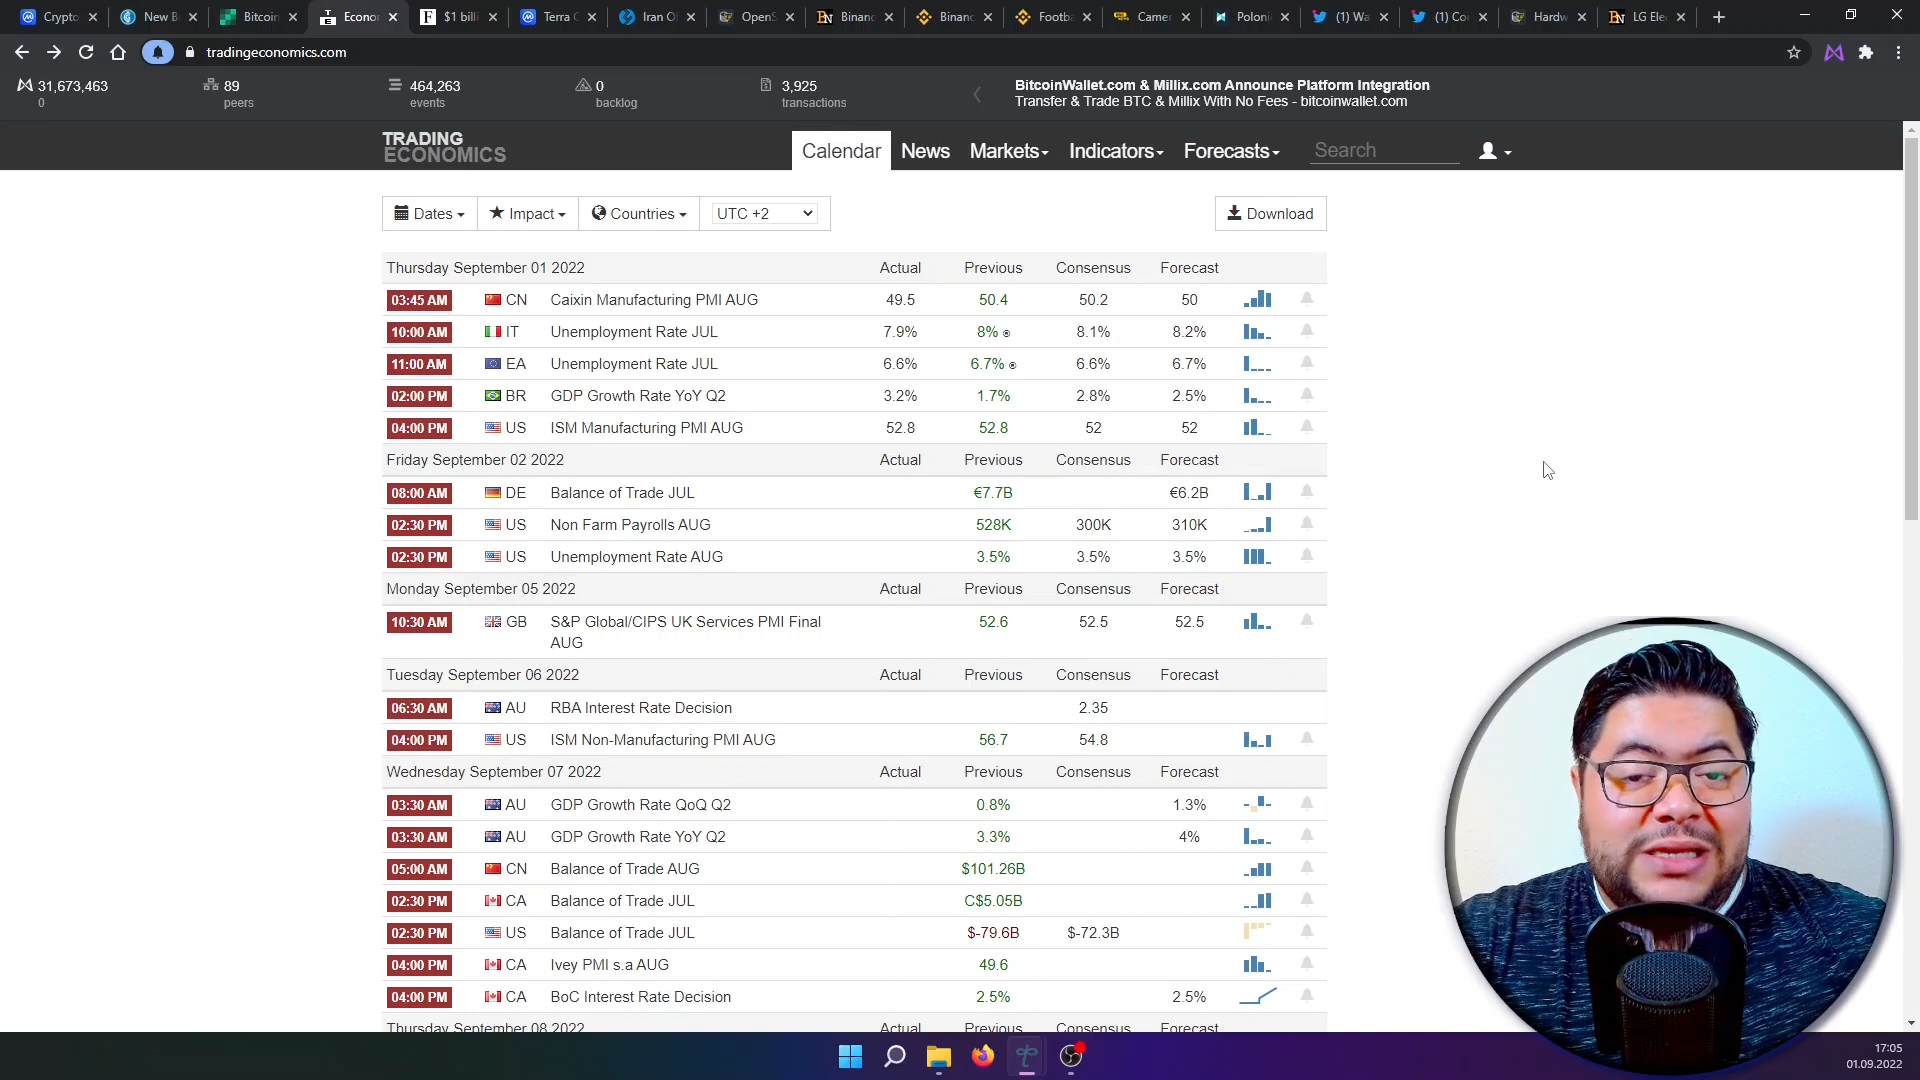 Crypto
New B
Bitcoin
Econo
$1 billi
Terra C
Iran O
OpenS
Binanc
Binanc
Footba
Camer
Poloni
(1) Wa
(1) Co
Hardw
LG Ele
tradingeconomics.com
31,673,463
0
89
peers
464,263
events
0
backlog
3,925
transactions
BitcoinWallet.com & Millix.com Announce Platform Integration
Transfer & Trade BTC & Millix With No Fees - bitcoinwallet.com
TRADING
ECONOMICS
Calendar News Markets Indicators Forecasts Search
Dates Impact Countries UTC +2 Download
Thursday September 01 2022 Actual Previous Consensus Forecast
03:45 AM CN Caixin Manufacturing PMI AUG 49.5 50.4 50.2 50
10:00 AM IT Unemployment Rate JUL 7.9% 8% ® 8.1% 8.2%
11:00 AM EA Unemployment Rate JUL 6.6% 6.7% ® 6.6% 6.7%
02:00 PM BR GDP Growth Rate YoY Q2 3.2% 1.7% 2.8% 2.5%
04:00 PM US ISM Manufacturing PMI AUG 52.8 52.8 52 52
Friday September 02 2022 Actual Previous Consensus Forecast
08:00 AM DE Balance of Trade JUL €7.7B €6.2B
02:30 PM US Non Farm Payrolls AUG 528K 300K 310K
02:30 PM US Unemployment Rate AUG 3.5% 3.5% 3.5%
Monday September 05 2022 Actual Previous Consensus Forecast
10:30 AM GB S&P Global/CIPS UK Services PMI Final 52.6 52.5 52.5
AUG
Tuesday September 06 2022 Actual Previous Consensus Forecast
06:30 AM AU RBA Interest Rate Decision 2.35
04:00 PM US ISM Non-Manufacturing PMI AUG 56.7 54.8
Wednesday September 07 2022 Actual Previous Consensus Forecast
03:30 AM AU GDP Growth Rate QoQ Q2 0.8% 1.3%
03:30 AM AU GDP Growth Rate YoY Q2 3.3% 4%
05:00 AM CN Balance of Trade AUG $101.26B
02:30 PM CA Balance of Trade JUL C$5.05B
02:30 PM US Balance of Trade JUL $-79.6B $-72.3B
04:00 PM CA Ivey PMI s.a AUG 49.6
04:00 PM CA BoC Interest Rate Decision 2.5% 2.5%
Thursday September 08 2022 Actual Previous Consensus Forecast
17:05
01.09.2022